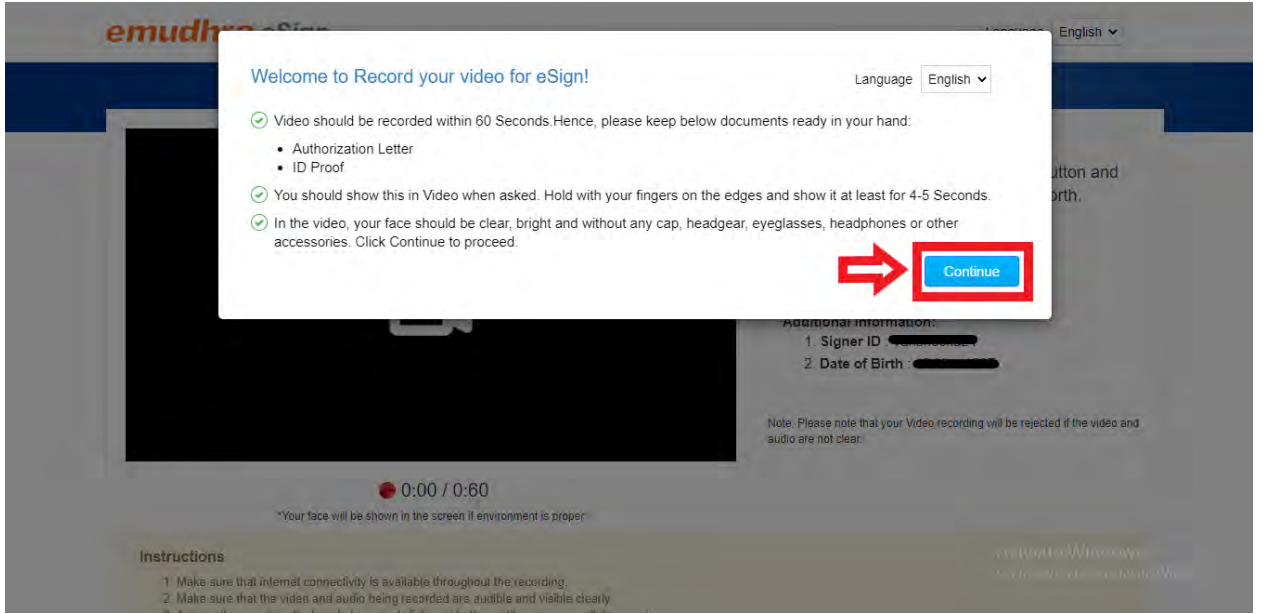 emudhra eSign
English
Welcome to Record your video for eSign!
Language English
Video should be recorded within 60 Seconds.Hence, please keep below documents ready in your hand:
• Authorization Letter
• ID Proof
You should show this in Video when asked. Hold with your fingers on the edges and show it at least for 4-5 Seconds.
In the video, your face should be clear, bright and without any cap, headgear, eyeglasses, headphones or other
accessories. Click Continue to proceed.
Continue
and
Additional Information:
1. Signer ID :
2. Date of Birth :
Note: Please note that your Video recording will be rejected if the video and
audio are not clear.
0:00 / 0:60
*Your face will be shown in the screen if environment is proper
Instructions
1. Make sure that internet connectivity is available throughout the recording.
2. Make sure that the video and audio being recorded are audible and visible clearly.